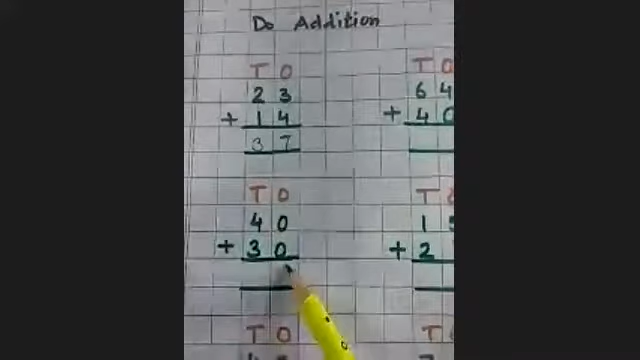 Do Addition
T O
2 3
+ 1 4
3 7
T O
6 4
+ 4 0
T O
4 0
+ 3 0
T
1
+ 2
T O
T